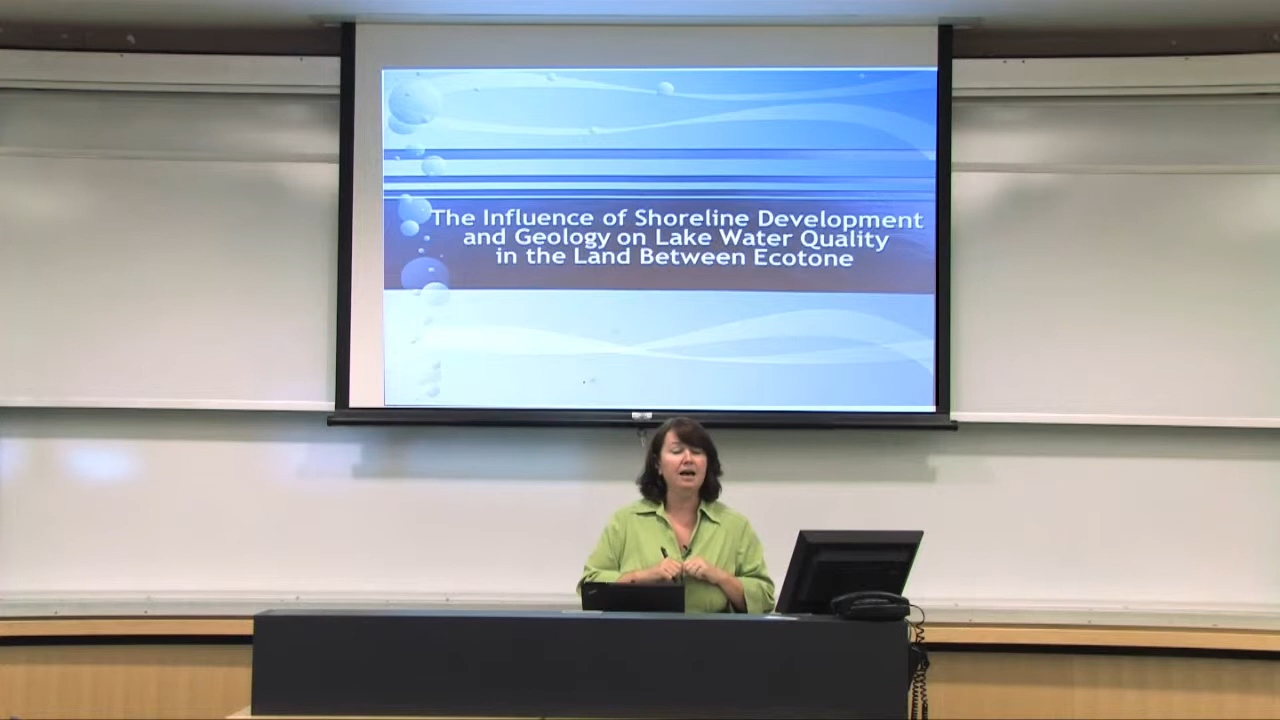 The Influence of Shoreline Development
and Geology on Lake Water Quality
in the Land Between Ecotone